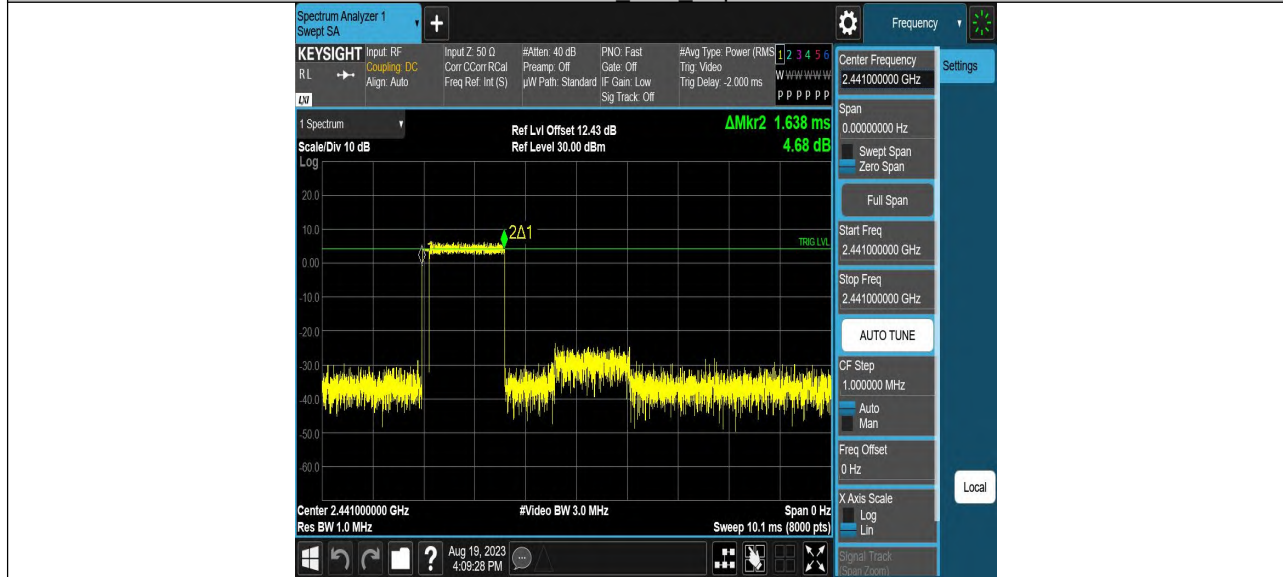 Spectrum Analyzer 1
Swept SA
+
Frequency
KEYSIGHT
RL
LXI
Input: RF
Coupling: DC
Align: Auto
Input Z: 50 Ω
Corr CCorr RCal
Freq Ref: Int (S)
#Atten: 40 dB
Preamp: Off
µW Path: Standard
PNO: Fast
Gate: Off
IF Gain: Low
Sig Track: Off
#Avg Type: Power (RMS
Trig: Video
Trig Delay: -2.000 ms
1 2 3 4 5 6
W W W W W W
P P P P P P
1 Spectrum
Scale/Div 10 dB
Log
Ref Lvl Offset 12.43 dB
Ref Level 30.00 dBm
ΔMkr2 1.638 ms
4.68 dB
20.0
10.0
0.00
-10.0
-20.0
-30.0
-40.0
-50.0
-60.0
2Δ1
TRIG LVL
Center 2.441000000 GHz
Res BW 1.0 MHz
#Video BW 3.0 MHz
Span 0 Hz
Sweep 10.1 ms (8000 pts)
Center Frequency
2.441000000 GHz
Settings
Span
0.00000000 Hz
Swept Span
Zero Span
Full Span
Start Freq
2.441000000 GHz
Stop Freq
2.441000000 GHz
AUTO TUNE
CF Step
1.000000 MHz
Auto
Man
Freq Offset
0 Hz
X Axis Scale
Log
Lin
Signal Track
(Span Zoom)
Local
?
Aug 19, 2023
4:09:28 PM